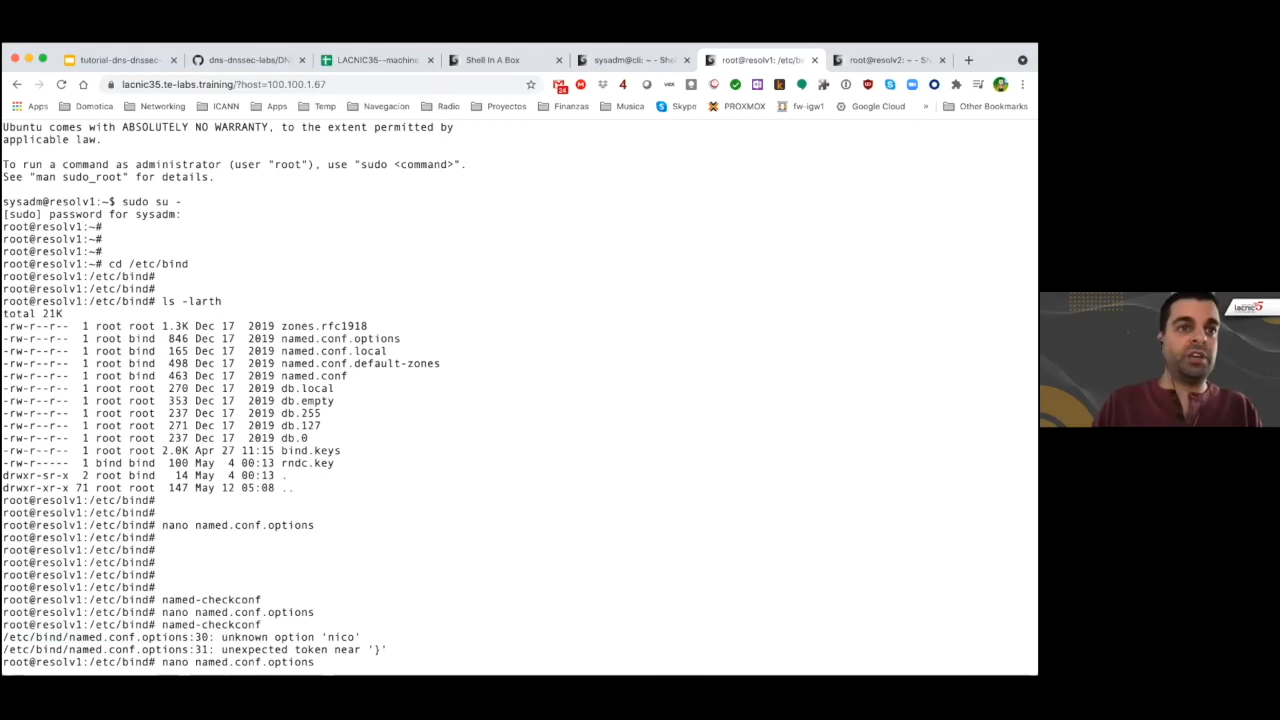 tutorial-dns-dnssec-
dns-dnssec-labs/DN
LACNIC35--machine
Shell In A Box
sysadm@cli: ~ - Shel
root@resolv1: /etc/be
root@resolv2: ~ - Sh
lacnic35.te-labs.training/?host=100.100.1.67
24
4
Apps
Domotica
Networking
ICANN
Apps
Temp
Navegacion
Radio
Proyectos
Finanzas
Musica
Skype
PROXMOX
fw-igw1
Google Cloud
»
Other Bookmarks
Ubuntu comes with ABSOLUTELY NO WARRANTY, to the extent permitted by
applicable law.
To run a command as administrator (user "root"), use "sudo <command>".
See "man sudo_root" for details.
sysadm@resolv1:~$ sudo su -
[sudo] password for sysadm:
root@resolv1:~#
root@resolv1:~#
root@resolv1:~#
root@resolv1:~# cd /etc/bind
root@resolv1:/etc/bind#
root@resolv1:/etc/bind#
root@resolv1:/etc/bind# ls -larth
total 21K
-rw-r--r-- 1 root root 1.3K Dec 17 2019 zones.rfc1918
-rw-r--r-- 1 root bind 846 Dec 17 2019 named.conf.options
-rw-r--r-- 1 root bind 165 Dec 17 2019 named.conf.local
-rw-r--r-- 1 root bind 498 Dec 17 2019 named.conf.default-zones
-rw-r--r-- 1 root bind 463 Dec 17 2019 named.conf
-rw-r--r-- 1 root root 270 Dec 17 2019 db.local
-rw-r--r-- 1 root root 353 Dec 17 2019 db.empty
-rw-r--r-- 1 root root 237 Dec 17 2019 db.255
-rw-r--r-- 1 root root 271 Dec 17 2019 db.127
-rw-r--r-- 1 root root 237 Dec 17 2019 db.0
-rw-r--r-- 1 root root 2.0K Apr 27 11:15 bind.keys
-rw-r----- 1 bind bind 100 May 4 00:13 rndc.key
drwxr-sr-x 2 root bind 14 May 4 00:13 .
drwxr-xr-x 71 root root 147 May 12 05:08 ..
root@resolv1:/etc/bind#
root@resolv1:/etc/bind#
root@resolv1:/etc/bind# nano named.conf.options
root@resolv1:/etc/bind#
root@resolv1:/etc/bind#
root@resolv1:/etc/bind#
root@resolv1:/etc/bind#
root@resolv1:/etc/bind#
root@resolv1:/etc/bind# named-checkconf
root@resolv1:/etc/bind# nano named.conf.options
root@resolv1:/etc/bind# named-checkconf
/etc/bind/named.conf.options:30: unknown option 'nico'
/etc/bind/named.conf.options:31: unexpected token near '}'
root@resolv1:/etc/bind# nano named.conf.options
lacnic 5